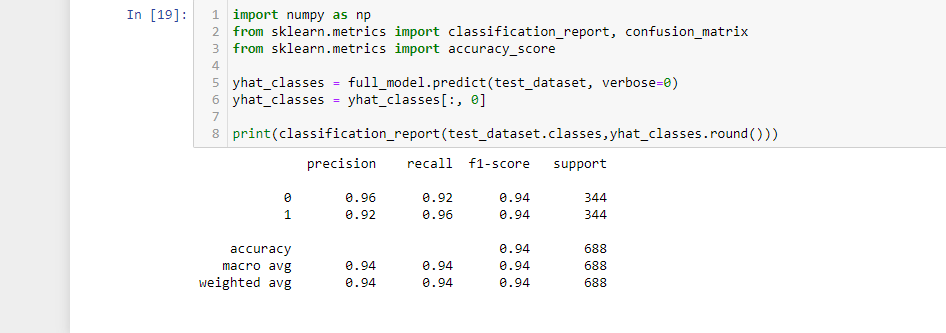 In [19]:
1 import numpy as np
2 from sklearn.metrics import classification_report, confusion_matrix
3 from sklearn.metrics import accuracy_score
4
5 yhat_classes = full_model.predict(test_dataset, verbose=0)
6 yhat_classes = yhat_classes[:, 0]
7
8 print(classification_report(test_dataset.classes,yhat_classes.round()))
precision recall f1-score support
0 0.96 0.92 0.94 344
1 0.92 0.96 0.94 344
accuracy 0.94 688
macro avg 0.94 0.94 0.94 688
weighted avg 0.94 0.94 0.94 688